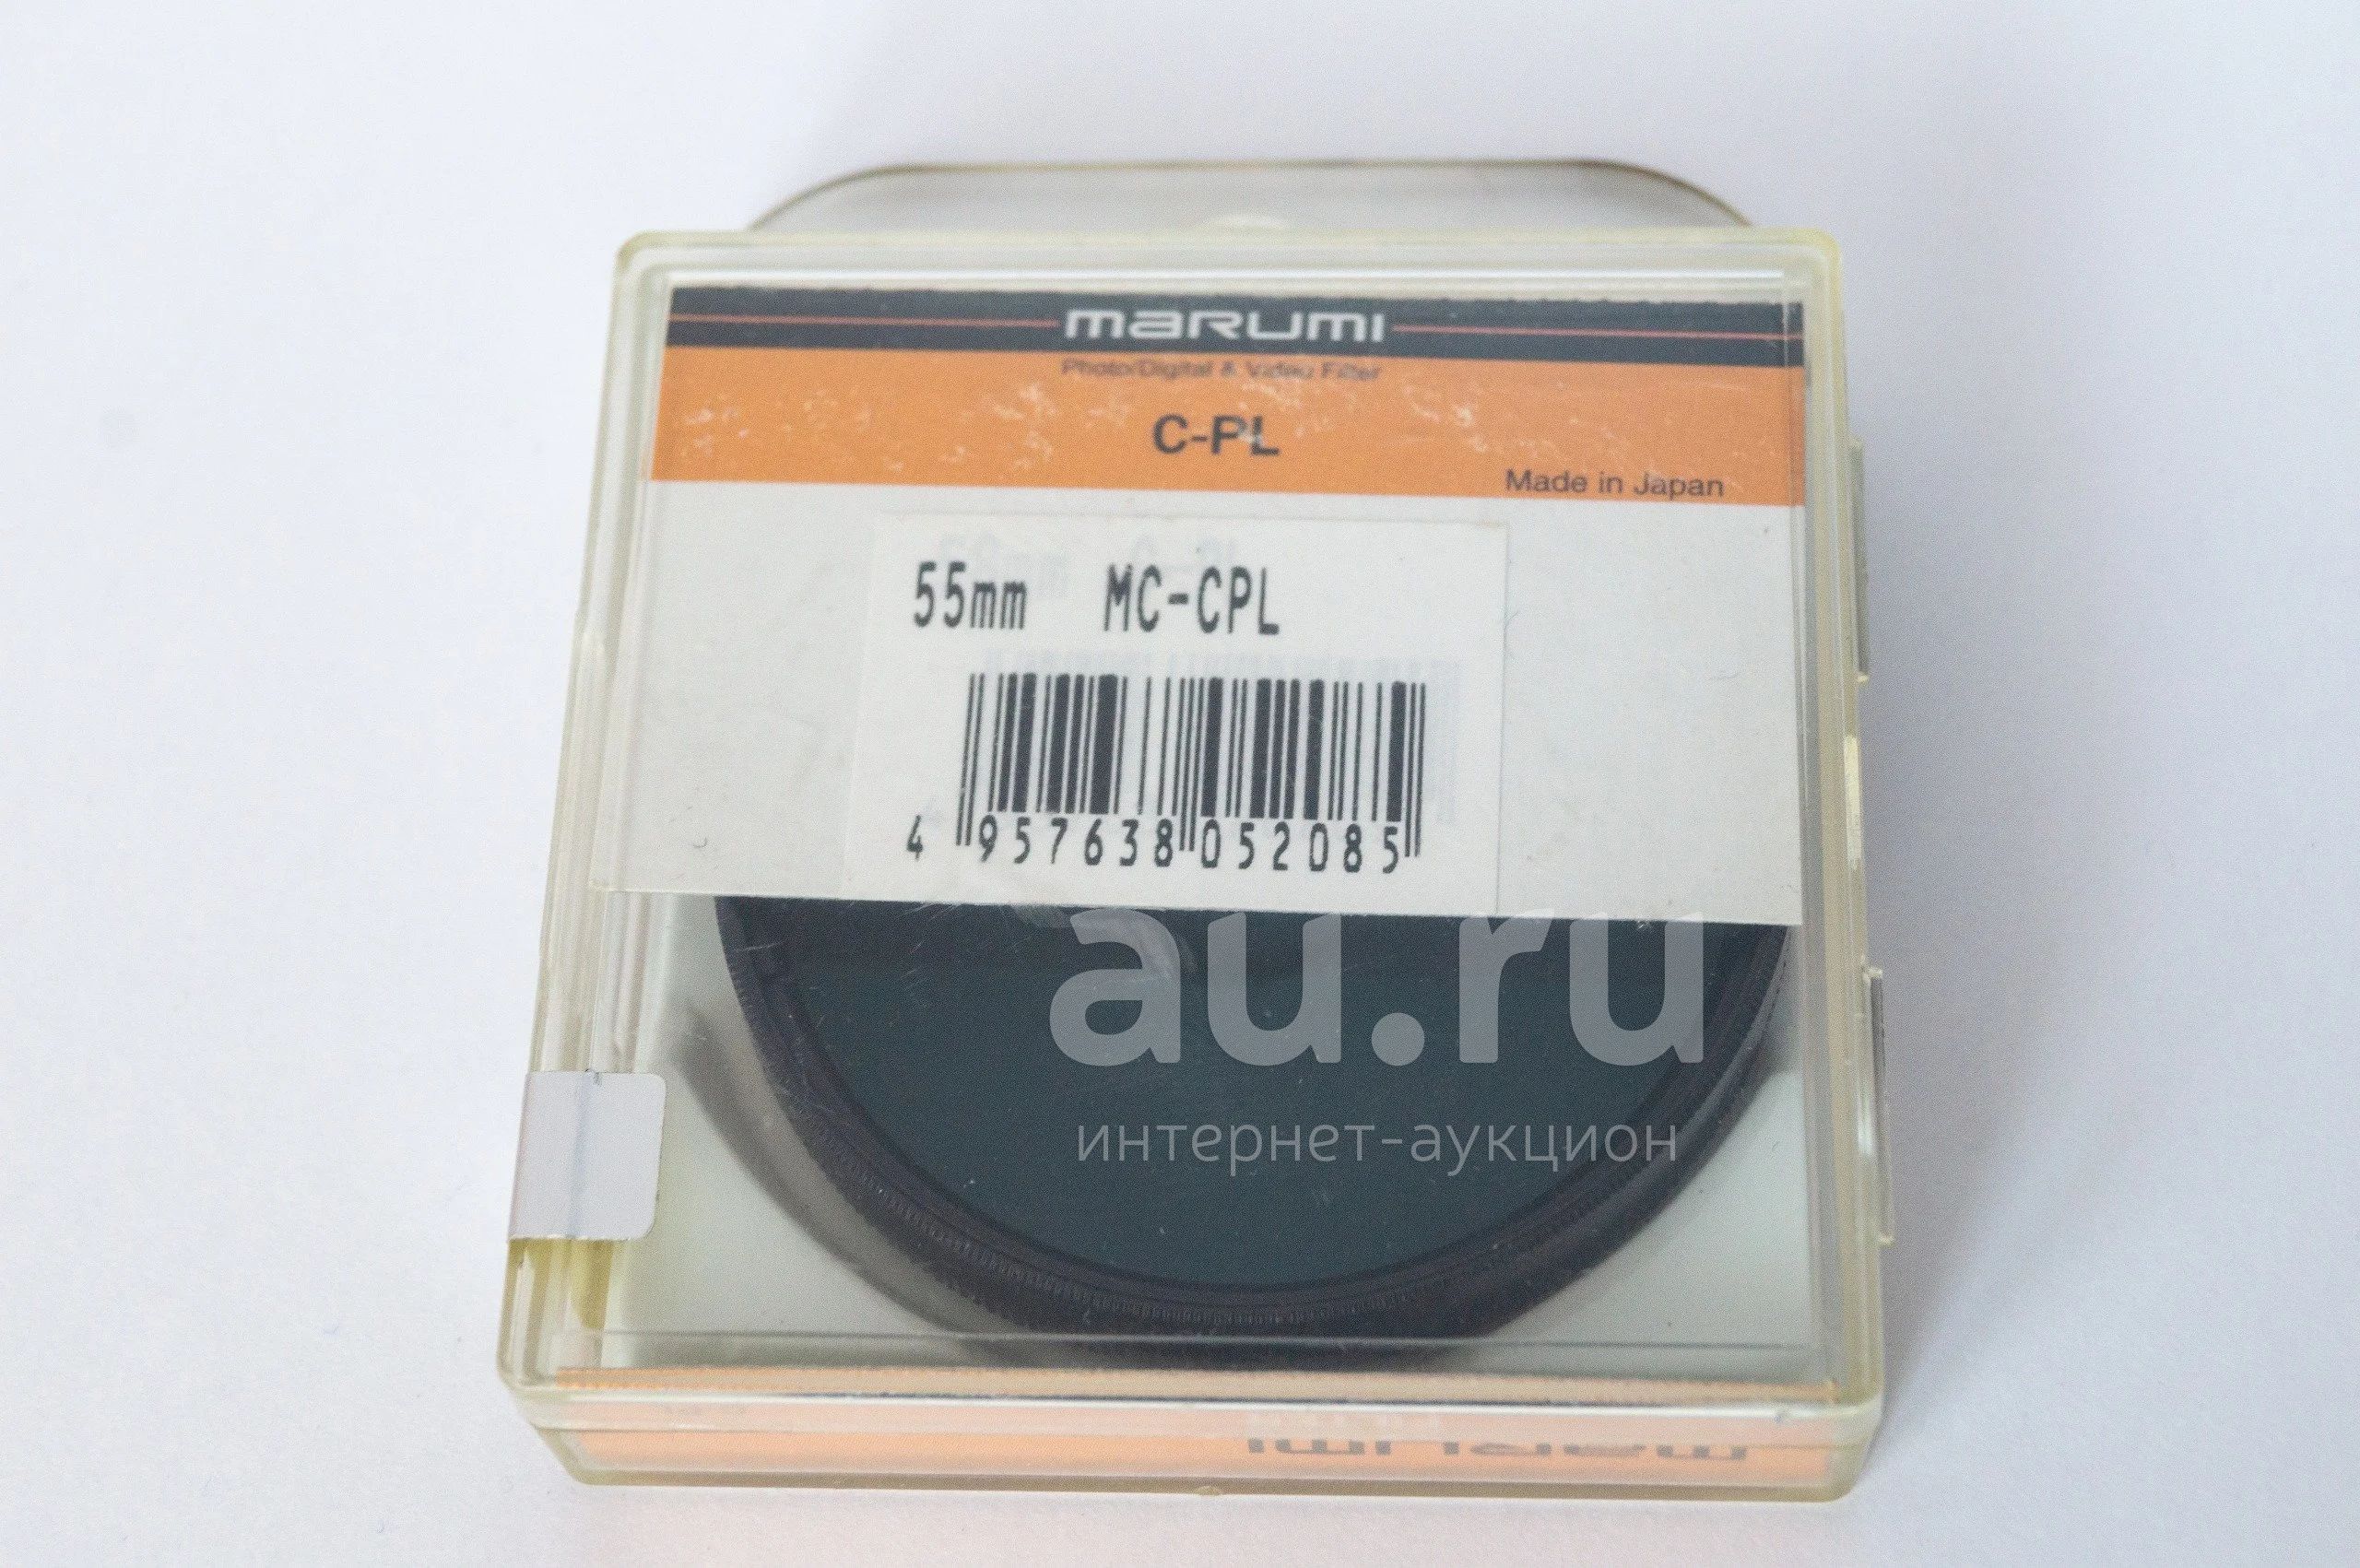 marumi
Photo/Digital & Video Filter
C-PL
Made in Japan
55mm MC-CPL
4 957638 052085
au.ru
интернет-аукцион
marumi